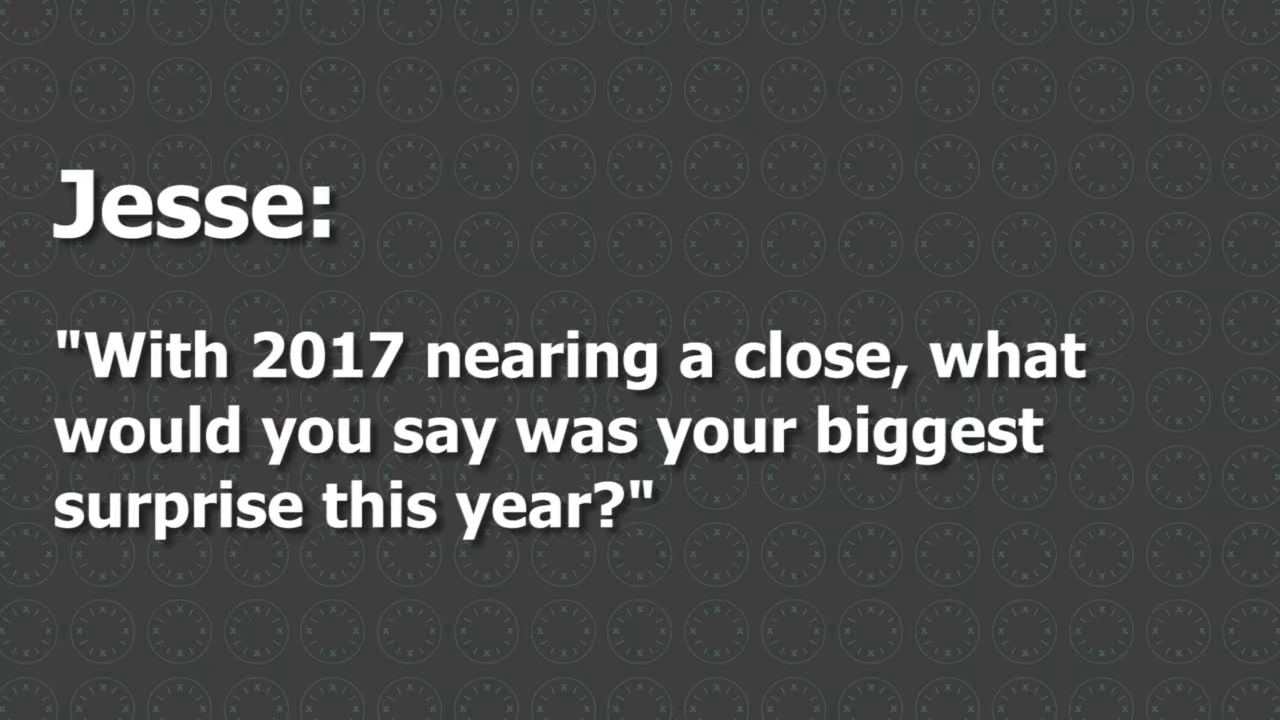 Jesse:
"With 2017 nearing a close, what
would you say was your biggest
surprise this year?"